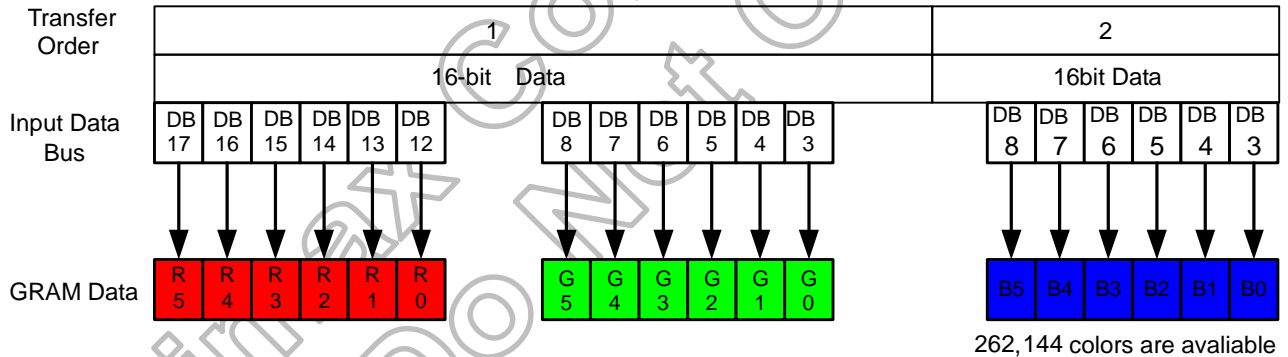 Transfer Order 1 2
16-bit Data 16bit Data
Input Data Bus DB 17 DB 16 DB 15 DB 14 DB 13 DB 12 DB 8 DB 7 DB 6 DB 5 DB 4 DB 3 DB 8 DB 7 DB 6 DB 5 DB 4 DB 3
GRAM Data R 5 R 4 R 3 R 2 R 1 R 0 G 5 G 4 G 3 G 2 G 1 G 0 B5 B4 B3 B2 B1 B0
262,144 colors are avaliable